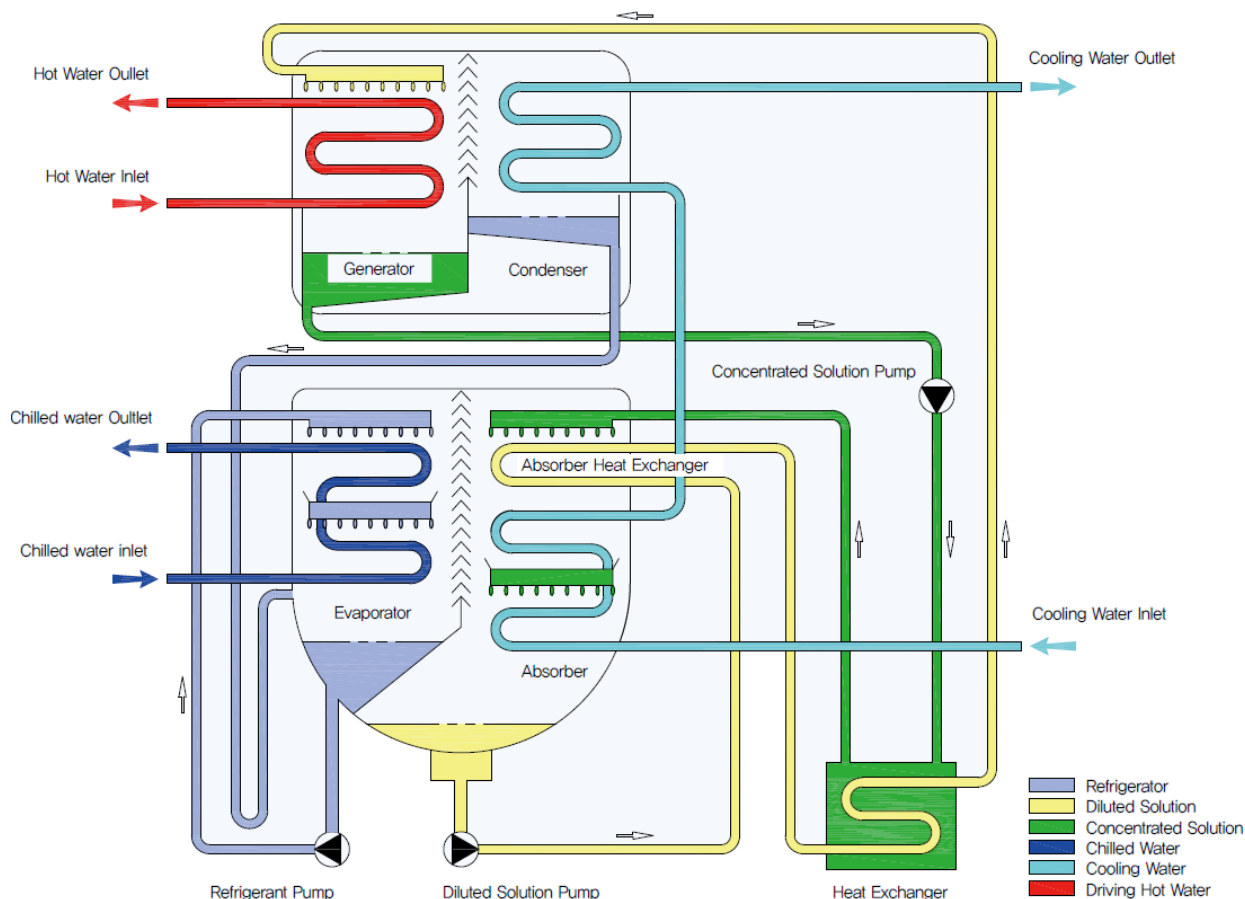 Hot Water Oullet
Cooling Water Outlet
Hot Water Inlet
Generator
Condenser
Concentrated Solution Pump
Chilled water Oultlet
Absorber Heat Exchanger
Chilled water inlet
Evaporator
Cooling Water Inlet
Absorber
Refrigerator
Diluted Solution
Concentrated Solution
Chilled Water
Cooling Water
Driving Hot Water
Refrigerant Pump
Diluted Solution Pump
Heat Exchanger